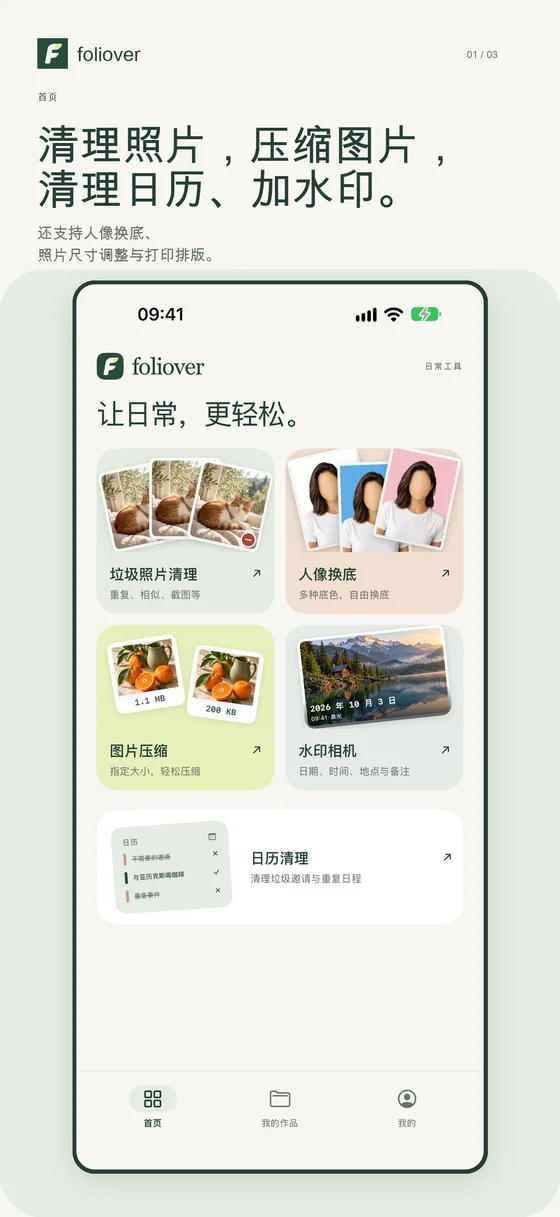 foliover
01 / 03
首页
清理照片，压缩图片，
清理日历、加水印。
还支持人像换底、
照片尺寸调整与打印排版。
09:41
foliover
日常工具
让日常，更轻松。
垃圾照片清理
重复、相似、截图等
人像换底
多种底色，自由换底
1.1 MB
200 KB
图片压缩
指定大小，轻松压缩
2026 年 10 月 3 日
09:41·晨光
水印相机
日期、时间、地点与备注
日历
不需要的邀请
与亚历克斯喝咖啡
重复事件
日历清理
清理垃圾邀请与重复日程
首页
我的作品
我的